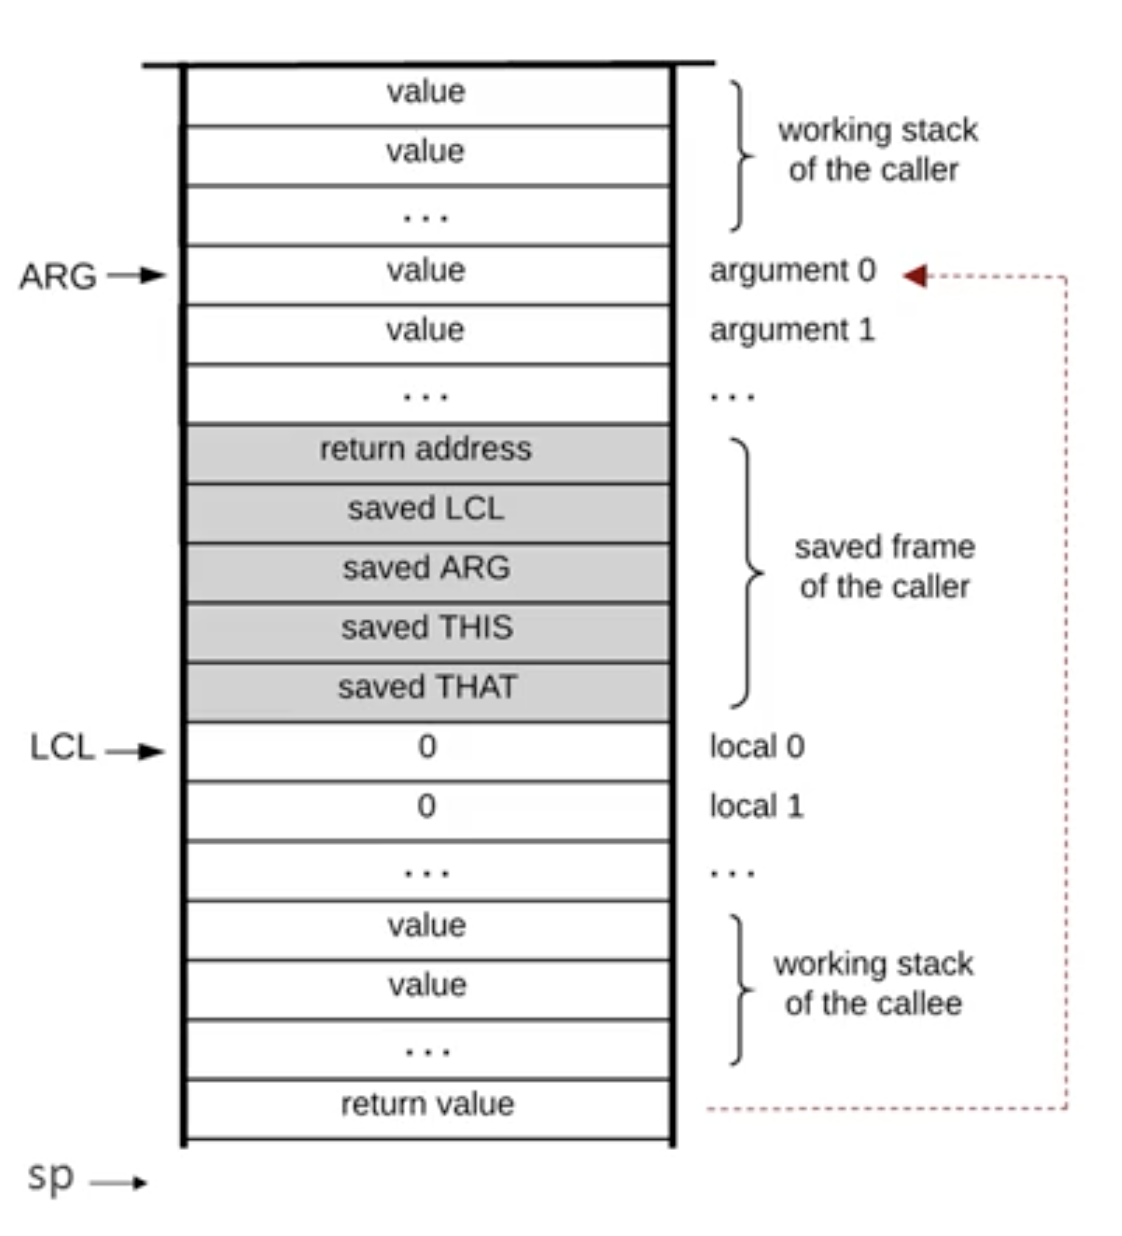 value
working stack
value
of the caller
...
ARG
value
argument 0
value
argument 1
...
...
return address
saved LCL
saved ARG
saved frame
of the caller
saved THIS
saved THAT
LCL
0
local 0
0
local 1
...
...
value
working stack
value
of the callee
...
return value
sp